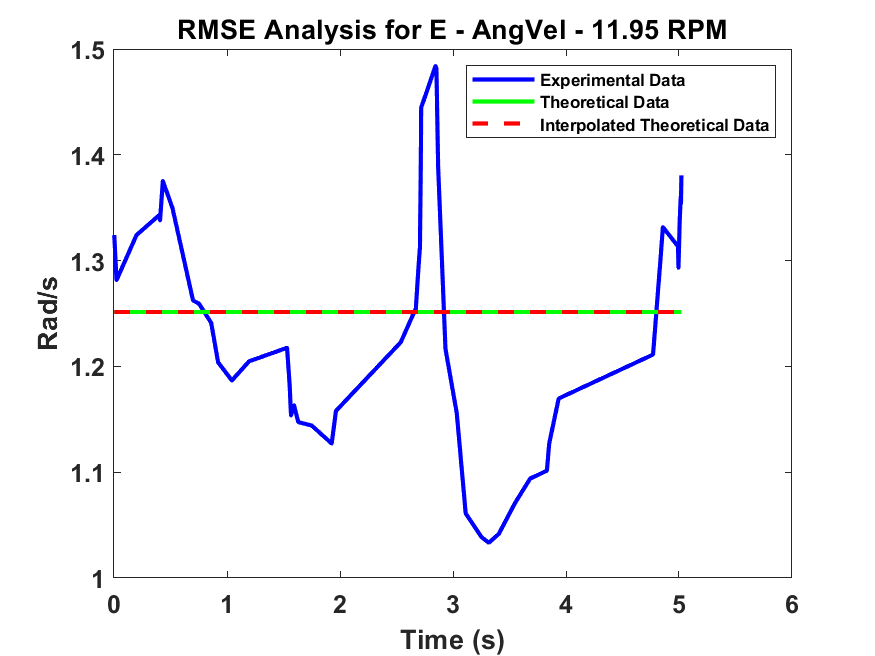 RMSE Analysis for E - AngVel - 11.95 RPM
Experimental Data
Theoretical Data
Interpolated Theoretical Data
Rad/s
1.5
1.4
1.3
1.2
1.1
1
0 1 2 3 4 5 6
Time (s)